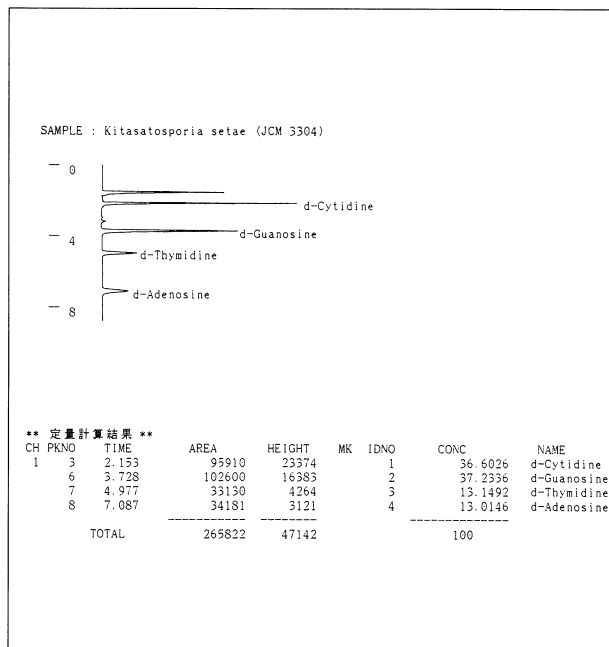 SAMPLE : Kitasatosporia setae (JCM 3304)
0
d-Cytidine
4
d-Guanosine
d-Thymidine
d-Adenosine
8
** 定量計算結果 **
CH PKNO TIME AREA HEIGHT MK IDNO CONC NAME
1 3 2.153 95910 23374 1 36.6026 d-Cytidine
6 3.728 102600 16383 2 37.2336 d-Guanosine
7 4.977 33130 4264 3 13.1492 d-Thymidine
8 7.087 34181 3121 4 13.0146 d-Adenosine
TOTAL 265822 47142 100